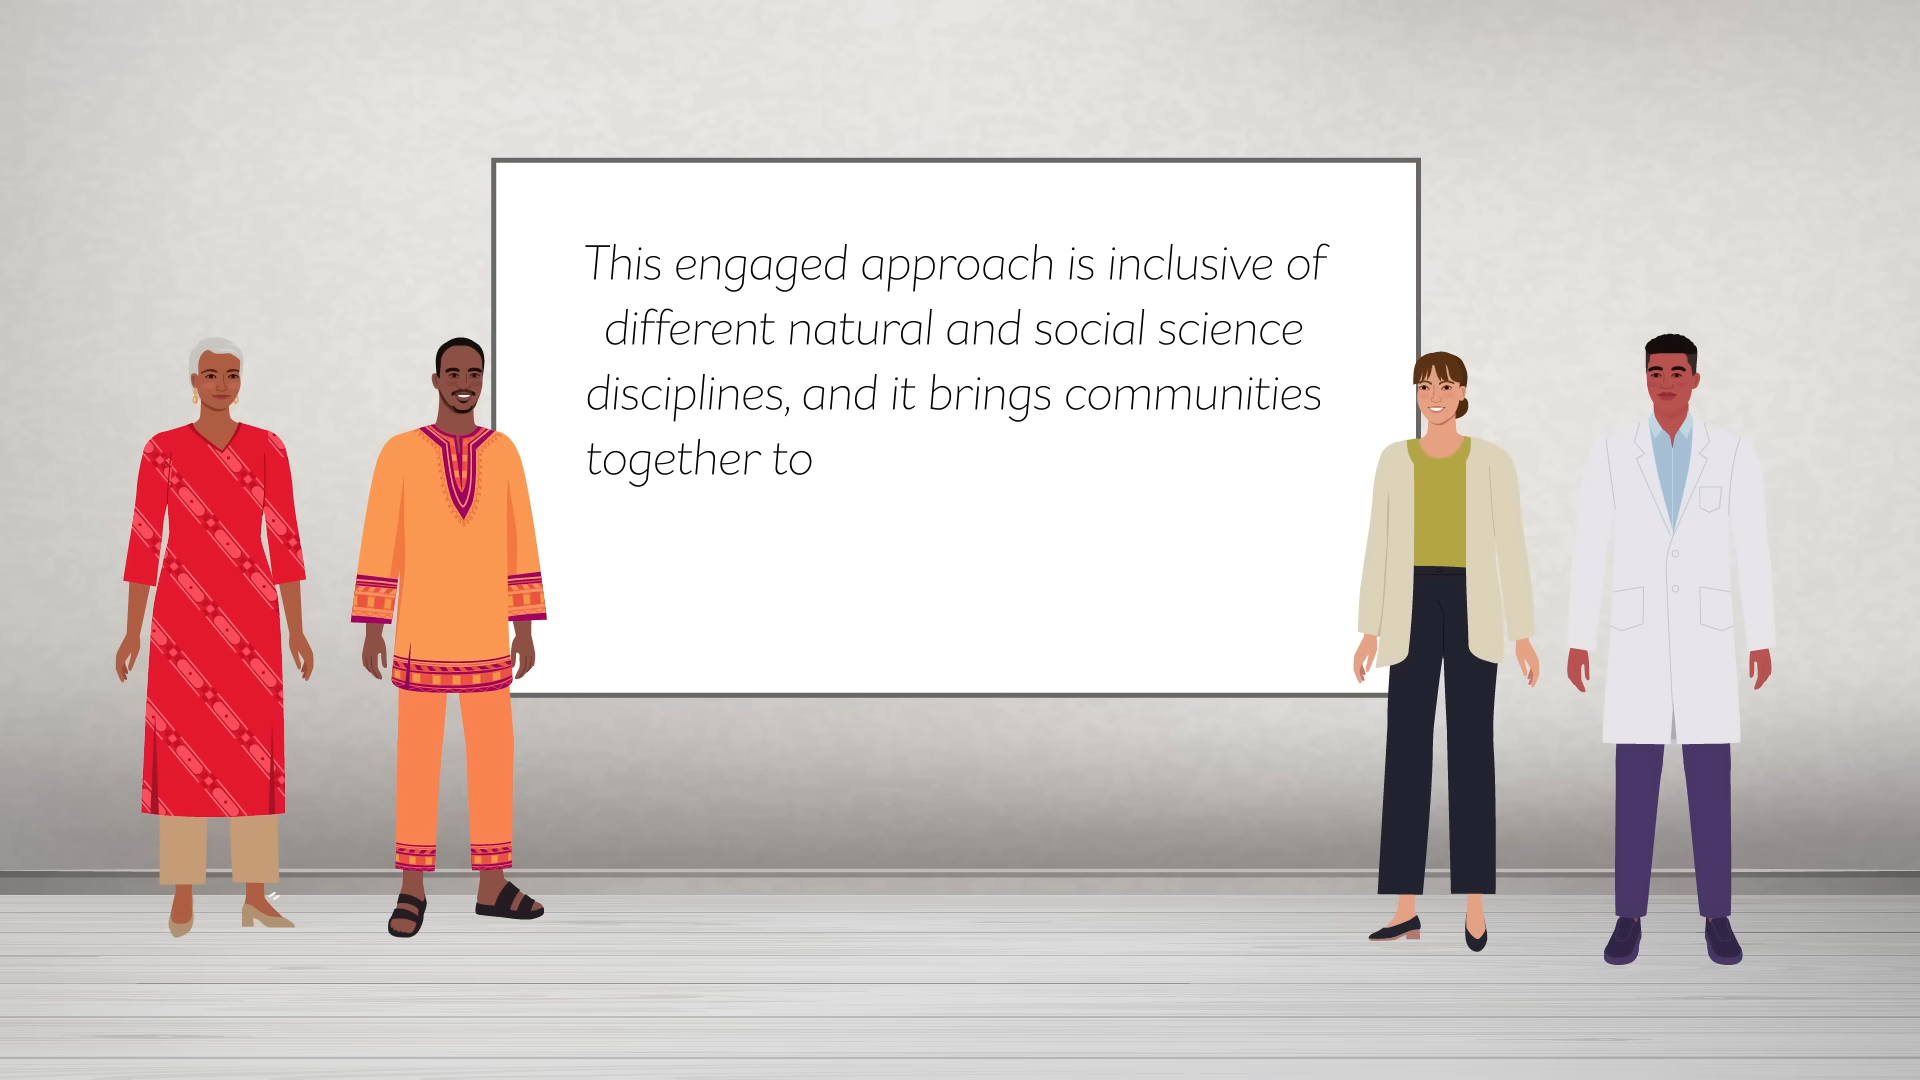 This engaged approach is inclusive of
different natural and social science
disciplines, and it brings communities
together to